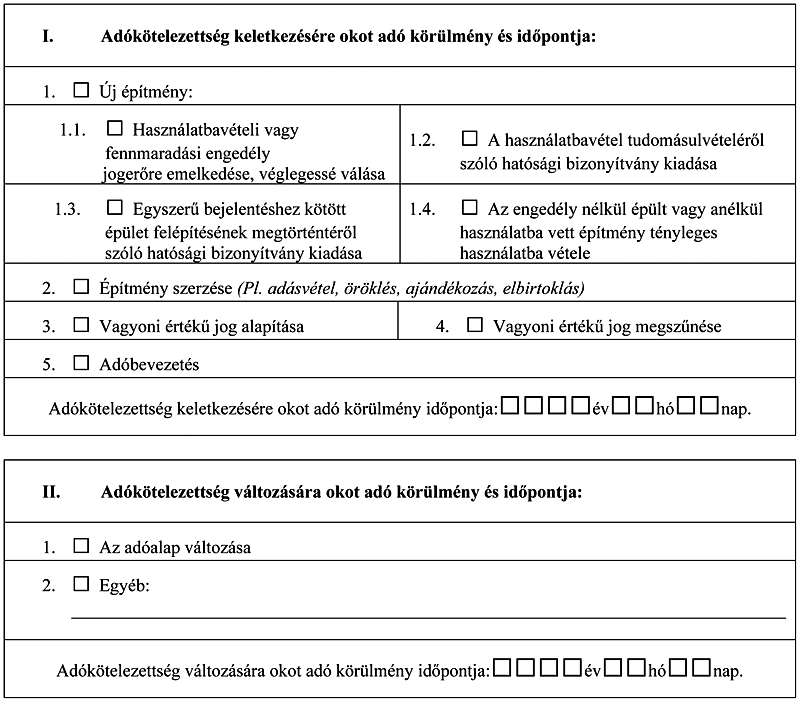 I. Adókötelezettség keletkezésére okot adó körülmény és időpontja:
1. ☐ Új építmény:
1.1. ☐ Használatbavételi vagy
fennmaradási engedély
jogerőre emelkedése, véglegessé válása
1.2. ☐ A használatbavétel tudomásulvételéről
szóló hatósági bizonyítvány kiadása
1.3. ☐ Egyszerű bejelentéshez kötött
épület felépítésének megtörténtéről
szóló hatósági bizonyítvány kiadása
1.4. ☐ Az engedély nélkül épült vagy anélkül
használatba vett építmény tényleges
használatba vétele
2. ☐ Építmény szerzése (Pl. adásvétel, öröklés, ajándékozás, elbirtoklás)
3. ☐ Vagyoni értékű jog alapítása
4. ☐ Vagyoni értékű jog megszűnése
5. ☐ Adóbevezetés
Adókötelezettség keletkezésére okot adó körülmény időpontja:☐☐☐☐év☐☐hó☐☐nap.
II. Adókötelezettség változására okot adó körülmény és időpontja:
1. ☐ Az adóalap változása
2. ☐ Egyéb:
Adókötelezettség változására okot adó körülmény időpontja:☐☐☐☐év☐☐hó☐☐nap.